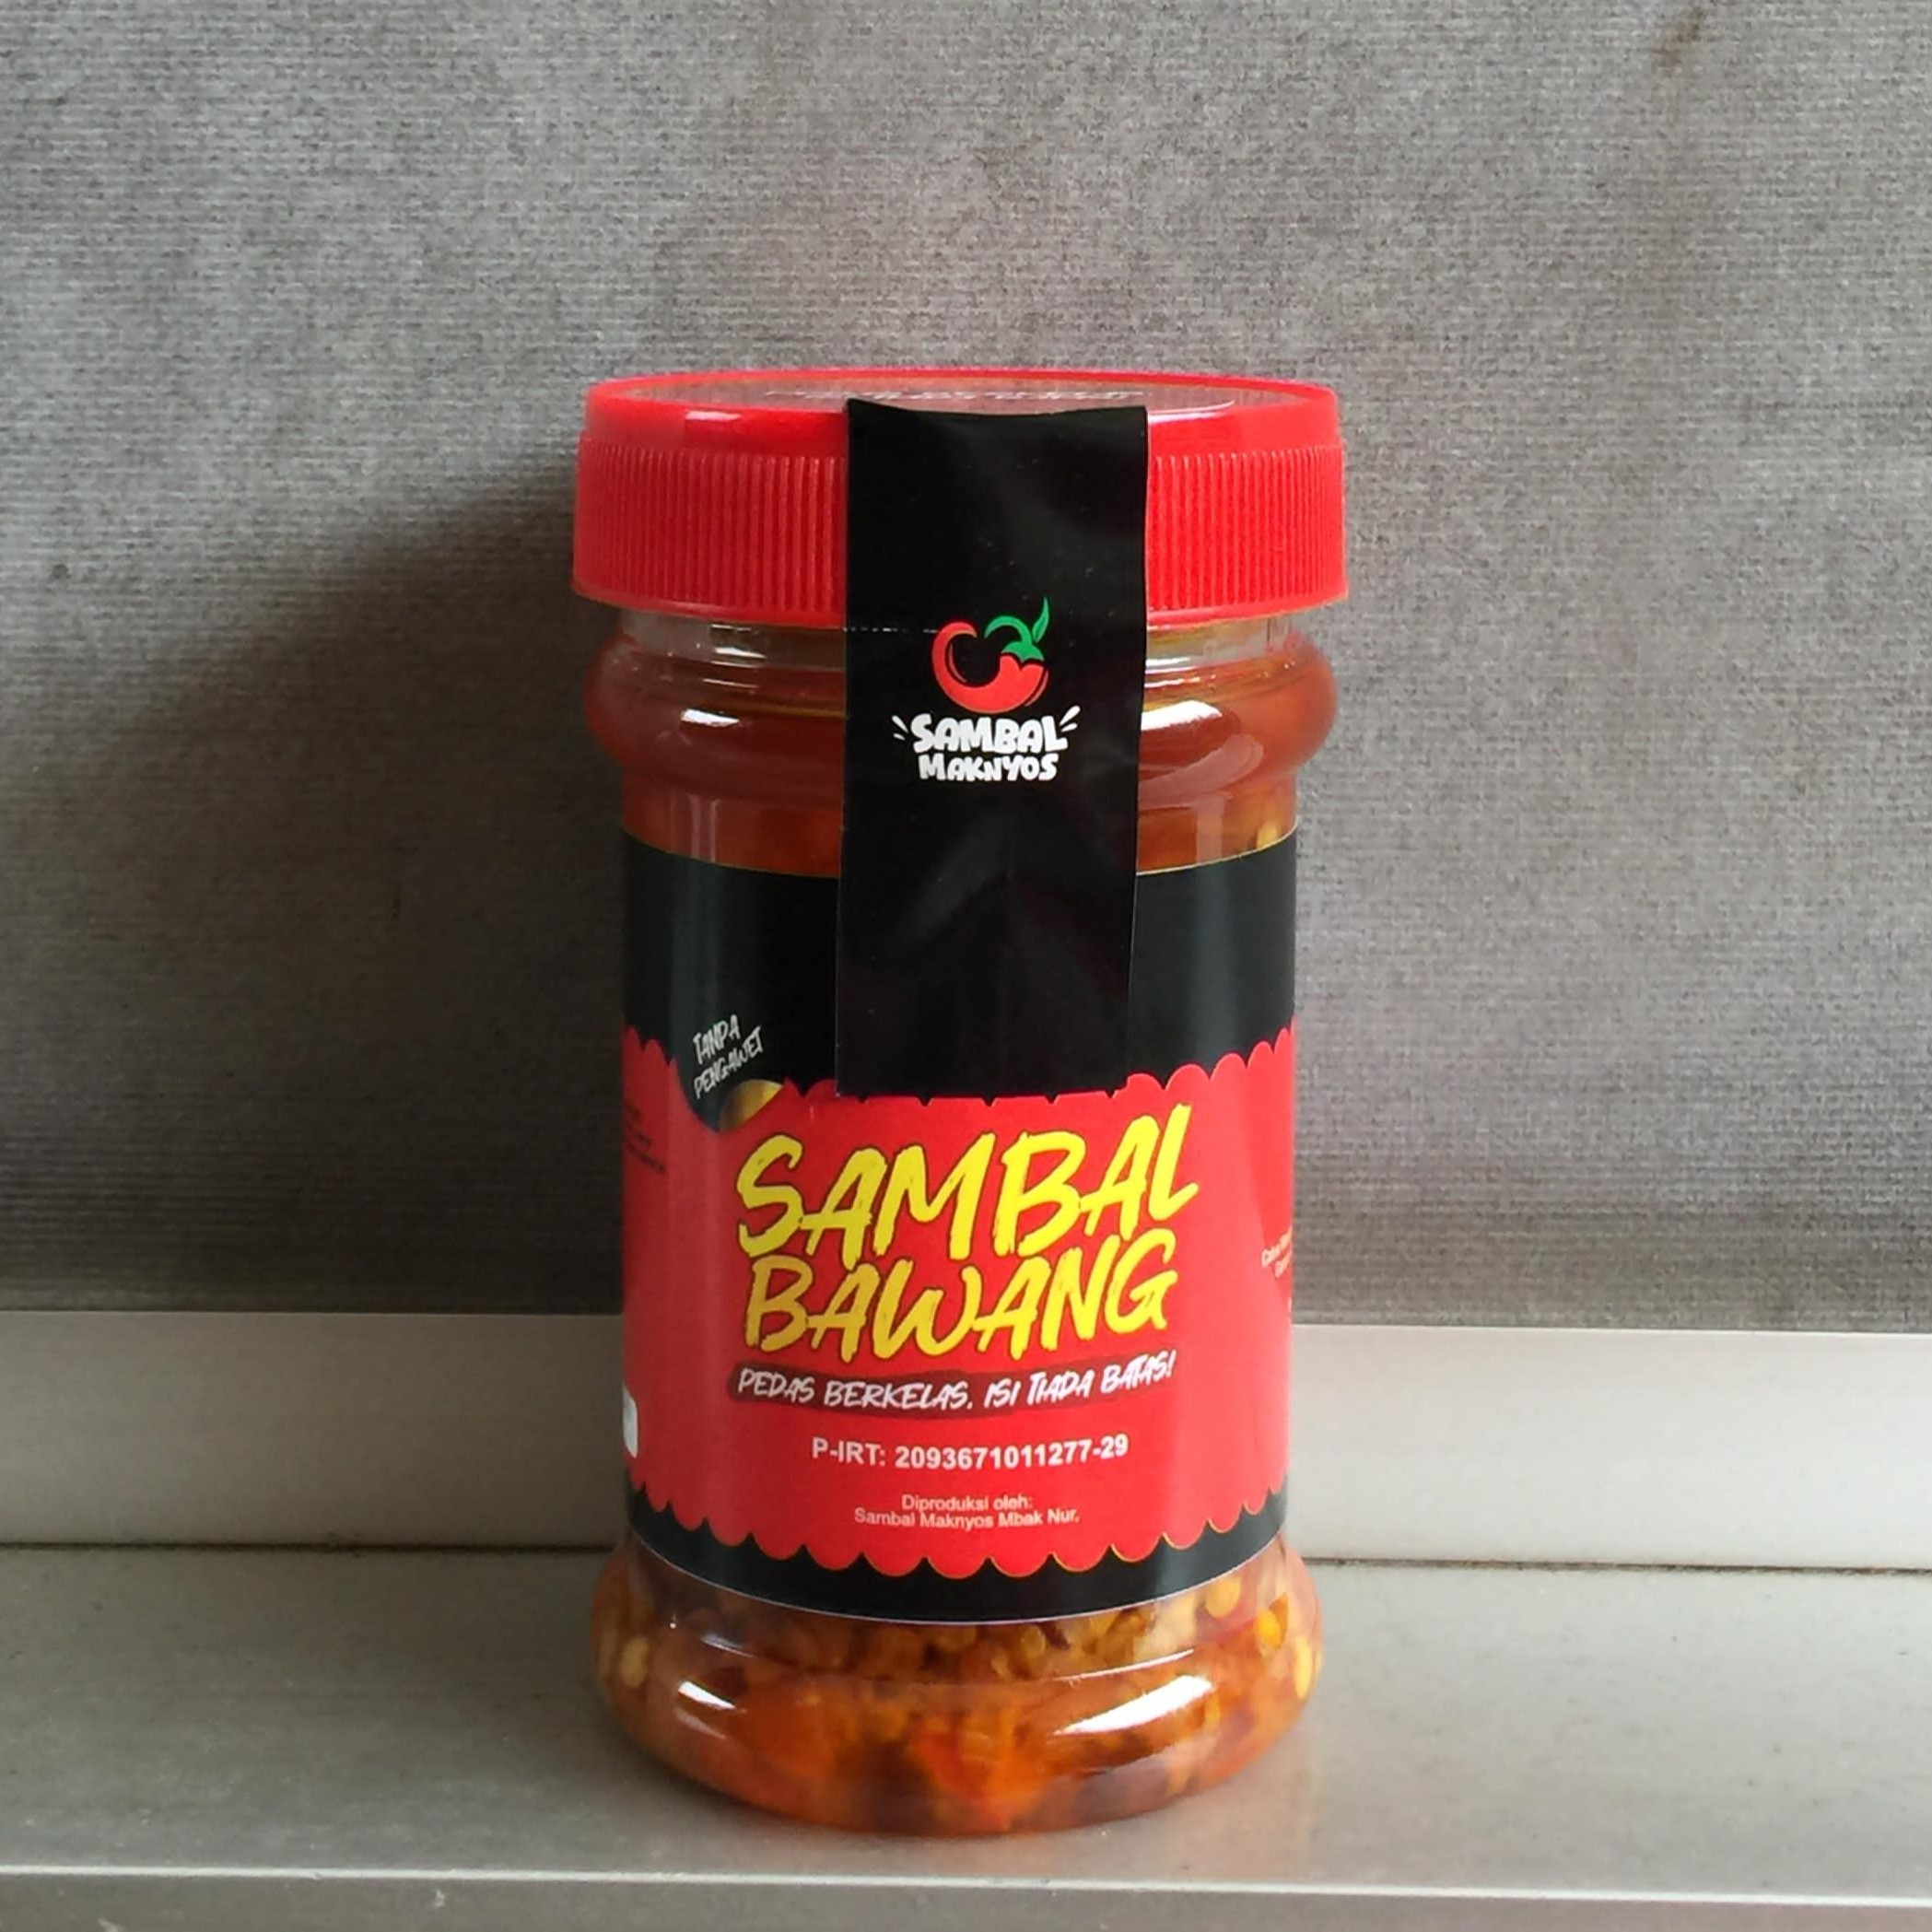 SAMBAL
MAKNYOS
TANPA
PENGAWET
SAMBAL
BAWANG
PEDAS BERKELAS, ISI TIADA BATAS!
P-IRT: 2093671011277-29
Diproduksi oleh:
Sambal Maknyos Mbak Nur.